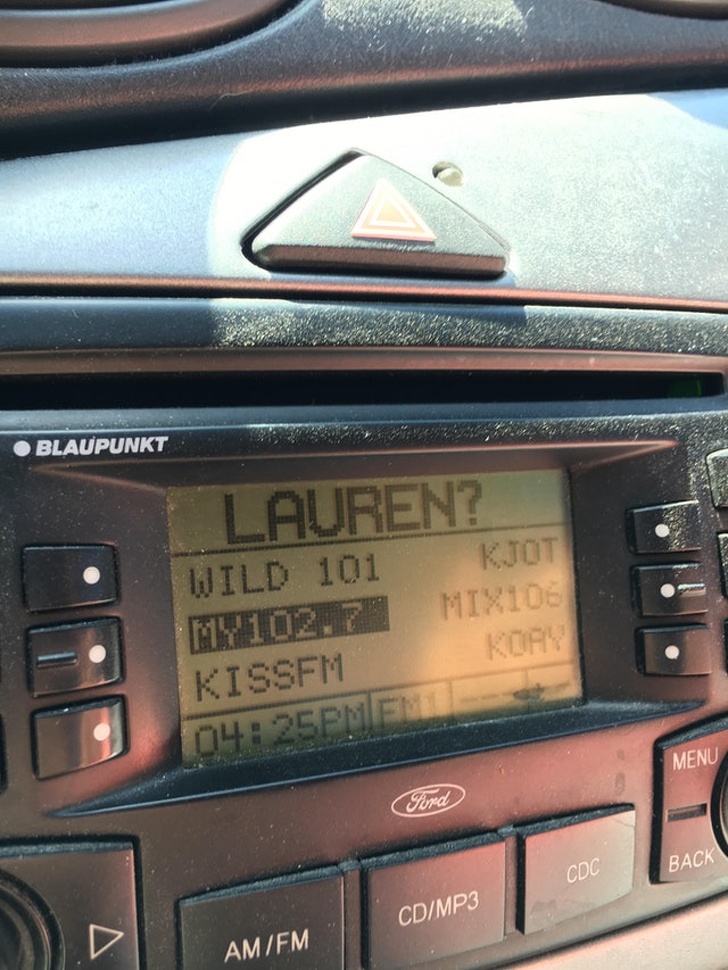 BLAUPUNKT
LAUREN?
WILD 101 KJOT
MY102.7 MIX106
KISSFM KQAY
04:25PM FM1
Ford
MENU
BACK
AM/FM
CD/MP3
CDC